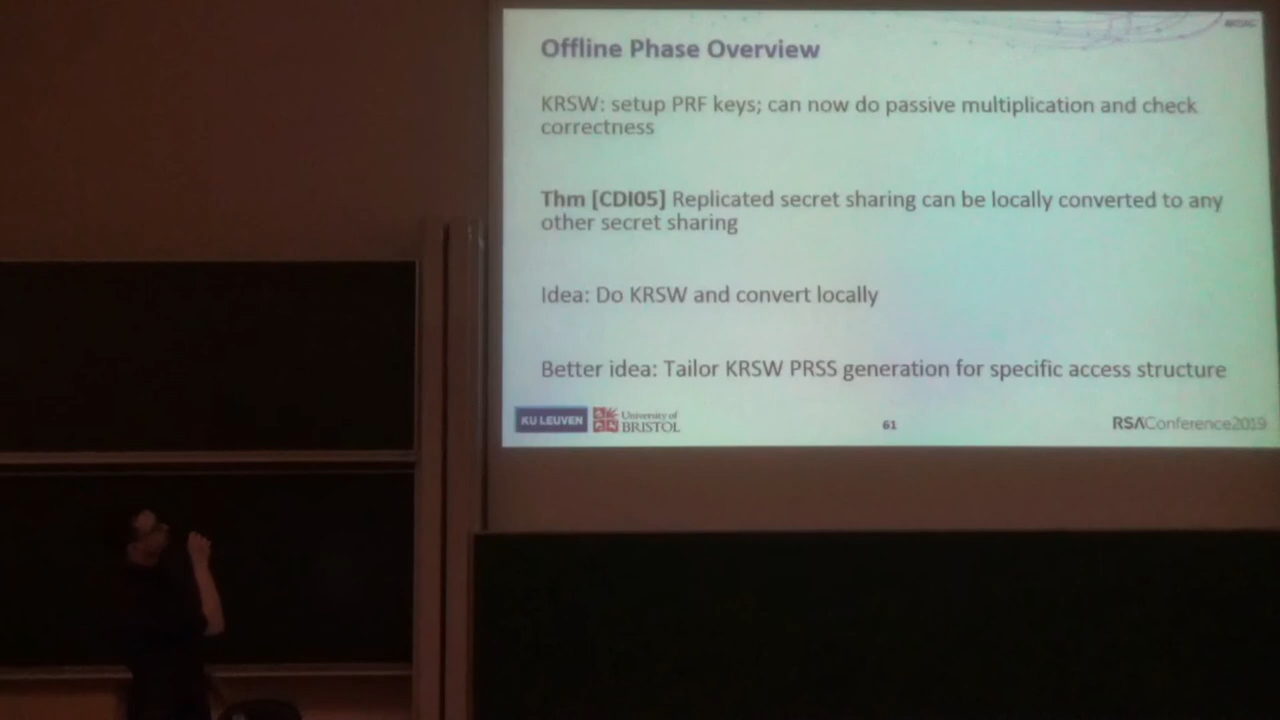 Offline Phase Overview
KRSW: setup PRF keys; can now do passive multiplication and check
correctness
Thm [CDI05] Replicated secret sharing can be locally converted to any
other secret sharing
Idea: Do KRSW and convert locally
Better idea: Tailor KRSW PRSS generation for specific access structure
KU LEUVEN
University of
BRISTOL
61
RSAConference2019